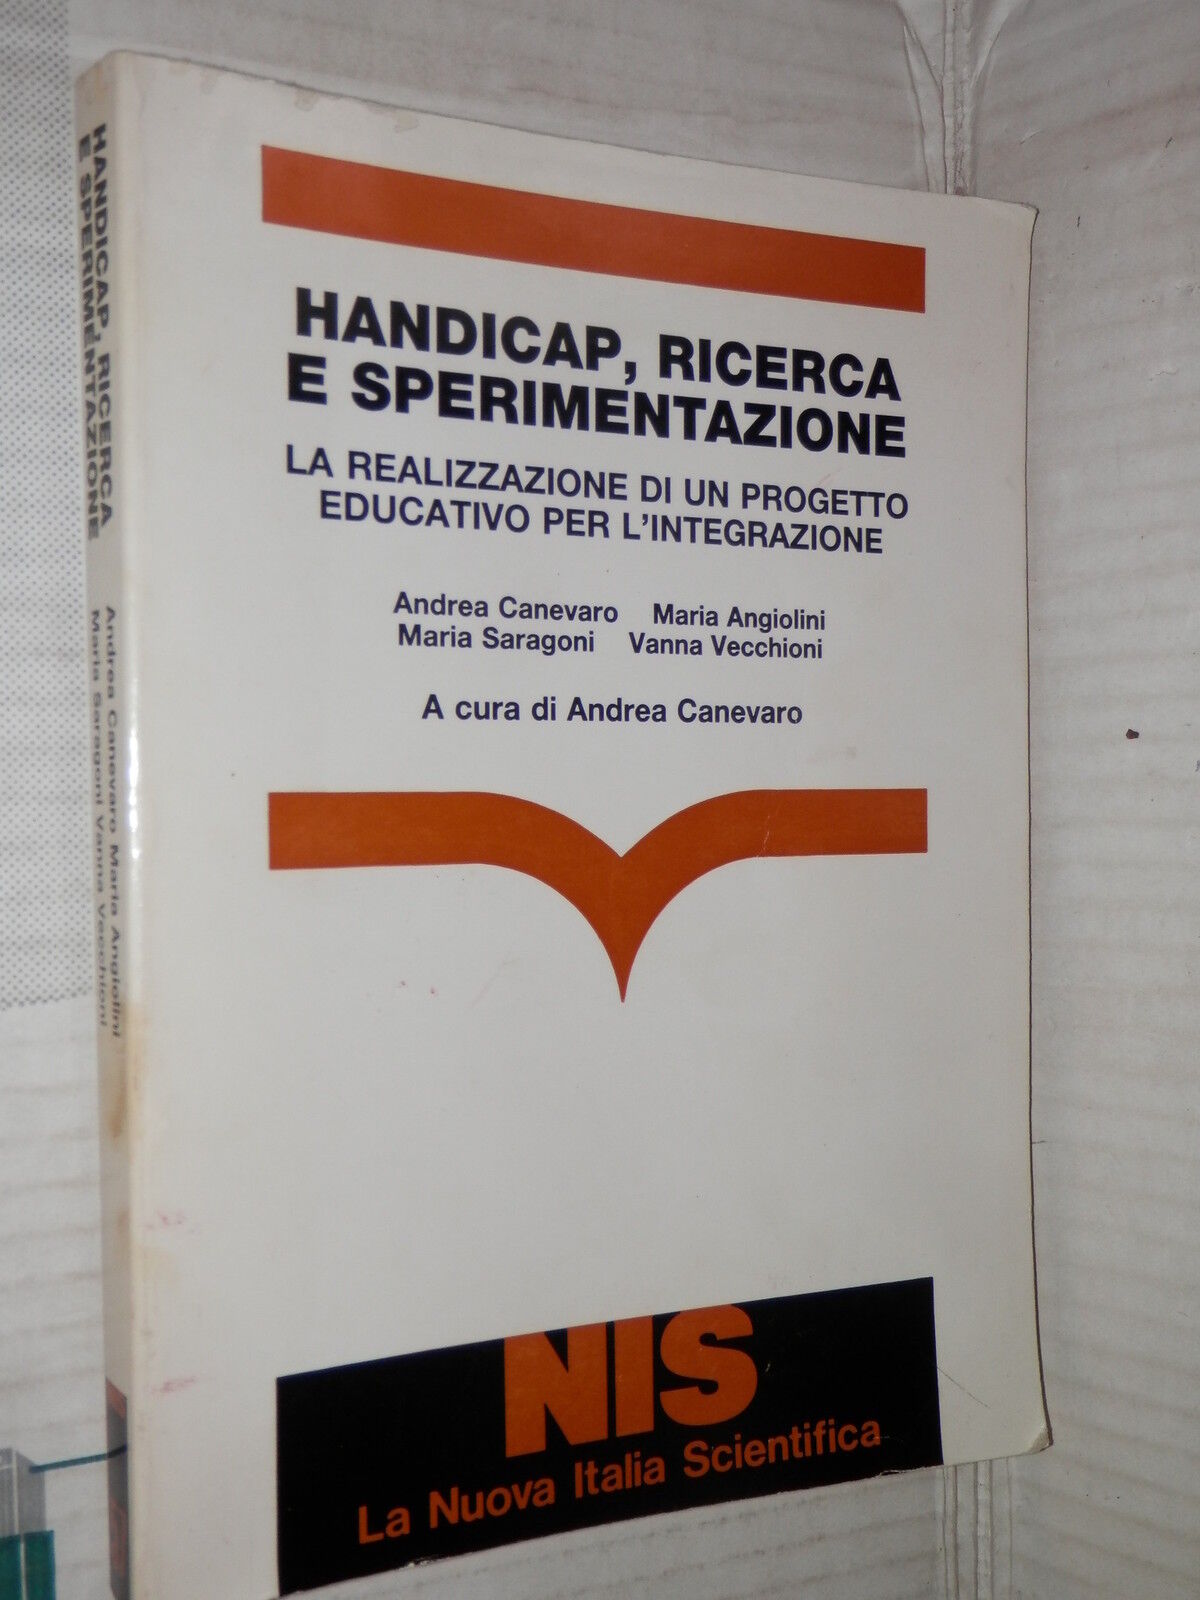 HANDICAP, RICERCA
E SPERIMENTAZIONE
Andrea Canevaro Maria Angiolini
Maria Saragoni Vanna Vecchioni
HANDICAP, RICERCA
E SPERIMENTAZIONE
LA REALIZZAZIONE DI UN PROGETTO
EDUCATIVO PER L'INTEGRAZIONE
Andrea Canevaro Maria Angiolini
Maria Saragoni Vanna Vecchioni
A cura di Andrea Canevaro
NIS
La Nuova Italia Scientifica